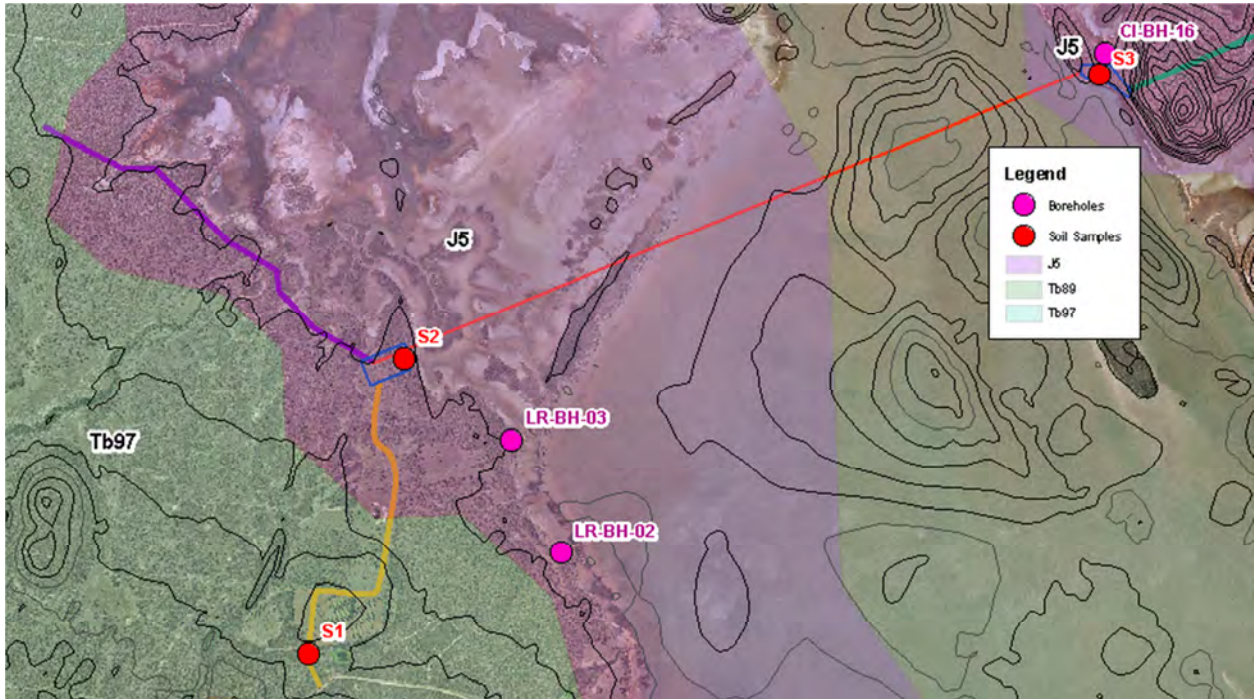 CI-BH-16
J5
S3
Legend
Boreholes
Soil Samples
J5
Tb89
Tb97
J5
S2
LR-BH-03
Tb97
LR-BH-02
S1